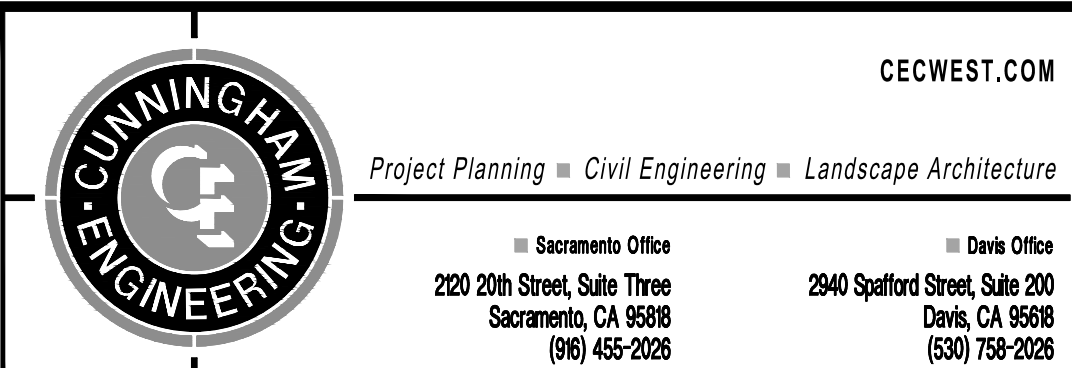 CECWEST.COM
CUNNINGHAM
· ENGINEERING ·
Project Planning ■ Civil Engineering ■ Landscape Architecture
■ Sacramento Office
2120 20th Street, Suite Three
Sacramento, CA 95818
(916) 455-2026
■ Davis Office
2940 Spafford Street, Suite 200
Davis, CA 95618
(530) 758-2026